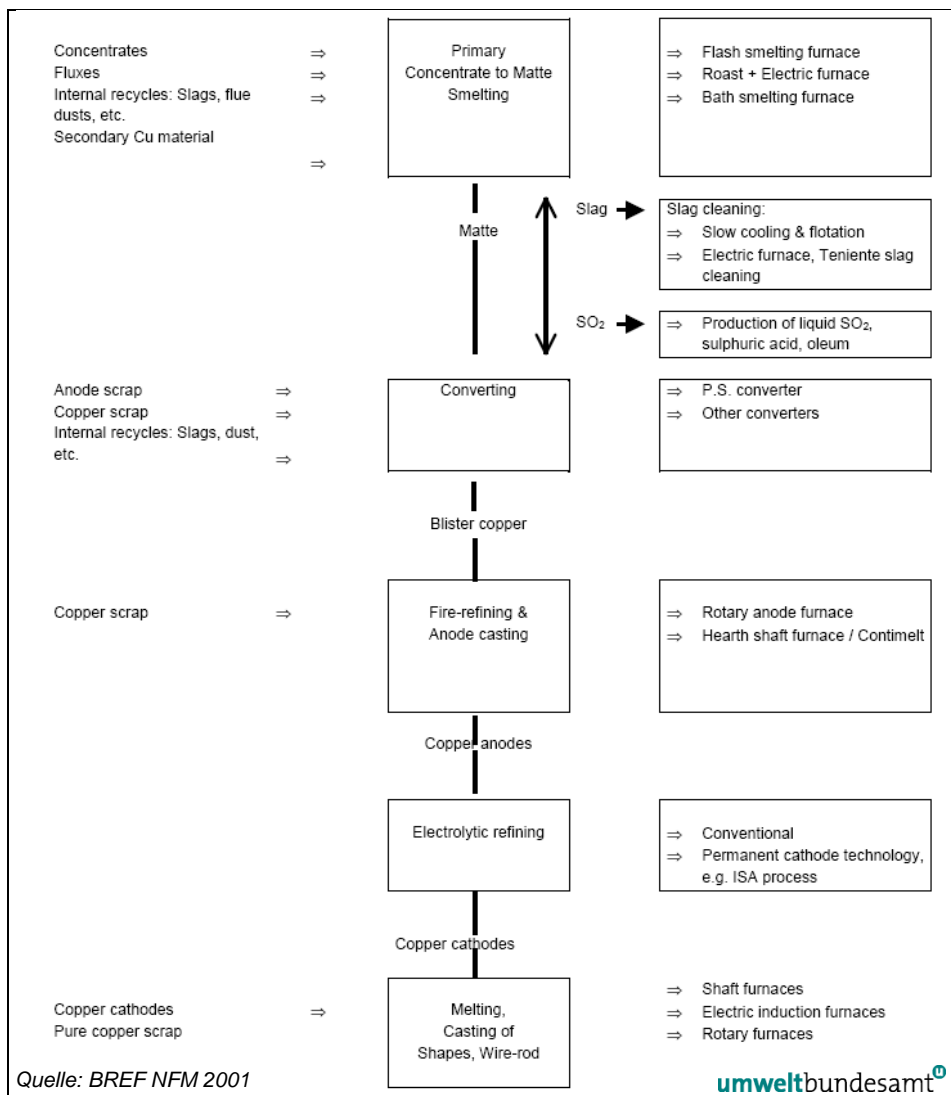 Concentrates ⇒
Fluxes ⇒
Internal recycles: Slags, flue ⇒
dusts, etc.
Secondary Cu material
⇒
Primary
Concentrate to Matte
Smelting
⇒ Flash smelting furnace
⇒ Roast + Electric furnace
⇒ Bath smelting furnace
Matte
Slag
Slag cleaning:
⇒ Slow cooling & flotation
⇒ Electric furnace, Teniente slag
cleaning
SO₂
⇒ Production of liquid SO₂,
sulphuric acid, oleum
Anode scrap ⇒
Copper scrap ⇒
Internal recycles: Slags, dust,
etc. ⇒
Converting
⇒ P.S. converter
⇒ Other converters
Blister copper
Copper scrap ⇒
Fire-refining &
Anode casting
⇒ Rotary anode furnace
⇒ Hearth shaft furnace / Contimelt
Copper anodes
Electrolytic refining
⇒ Conventional
⇒ Permanent cathode technology,
e.g. ISA process
Copper cathodes
Copper cathodes ⇒
Pure copper scrap
Melting,
Casting of
Shapes, Wire-rod
⇒ Shaft furnaces
⇒ Electric induction furnaces
⇒ Rotary furnaces
Quelle: BREF NFM 2001
umweltbundesamt
u